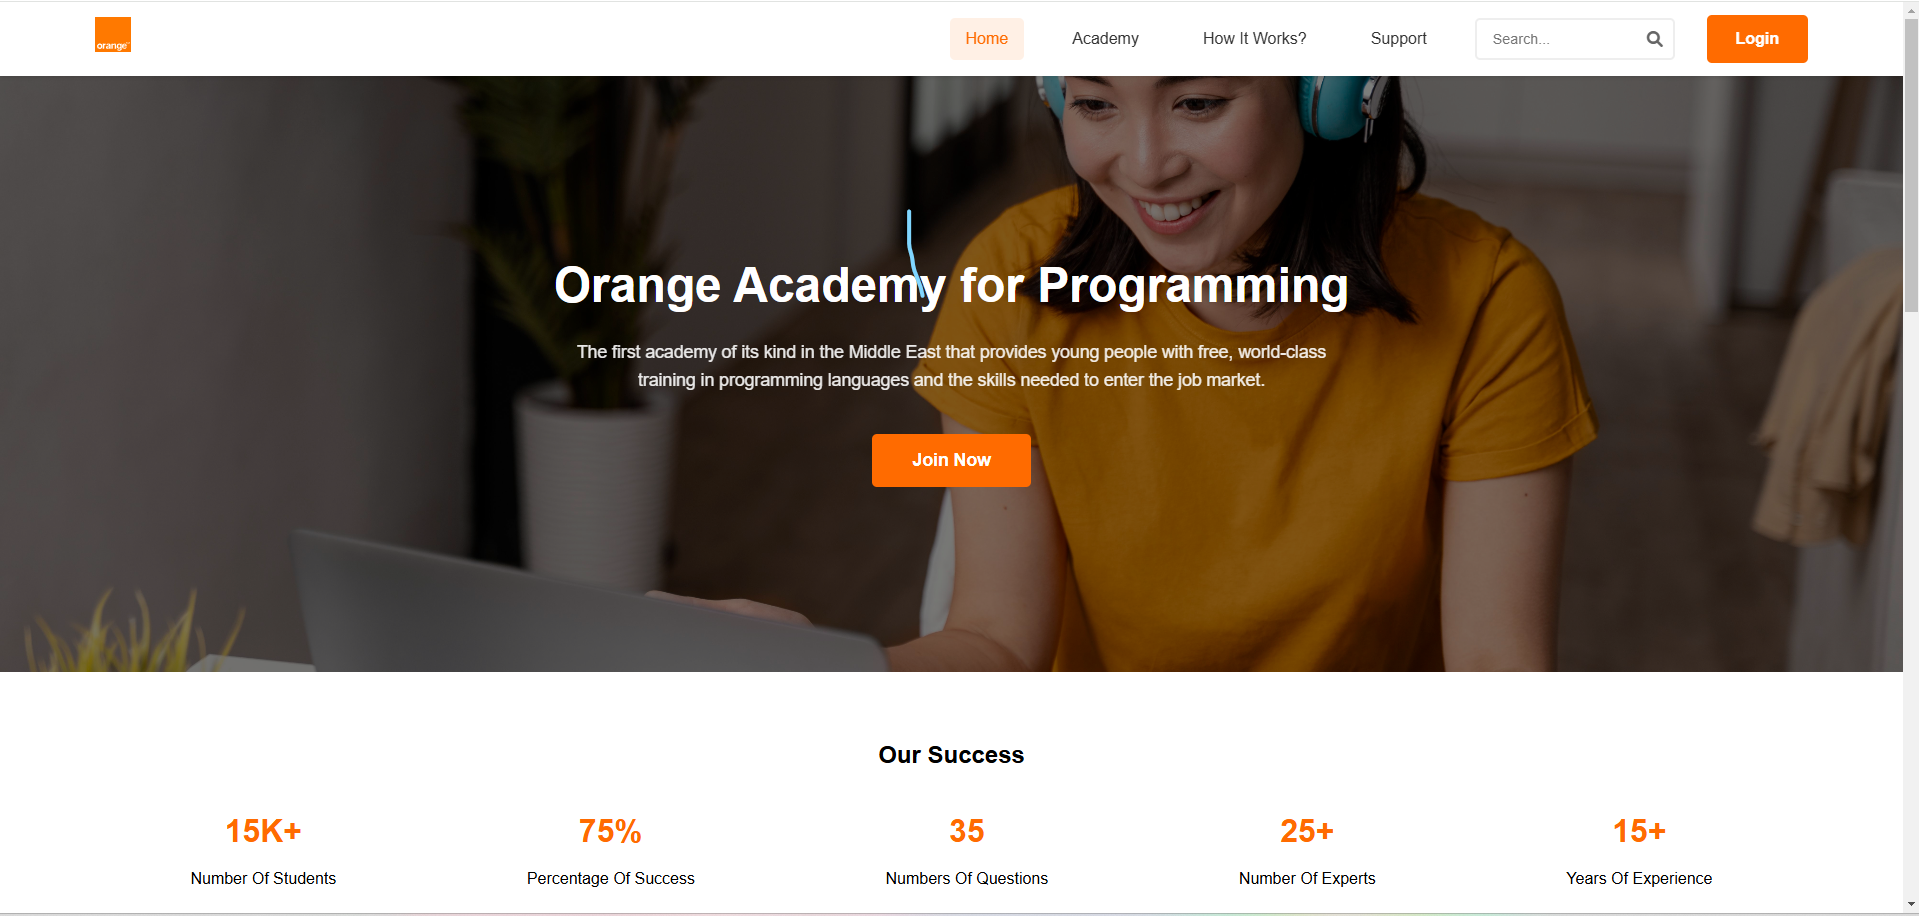 orange™
Home
Academy
How It Works?
Support
Search...
Login
Orange Academy for Programming
The first academy of its kind in the Middle East that provides young people with free, world-class
training in programming languages and the skills needed to enter the job market.
Join Now
Our Success
15K+
Number Of Students
75%
Percentage Of Success
35
Numbers Of Questions
25+
Number Of Experts
15+
Years Of Experience